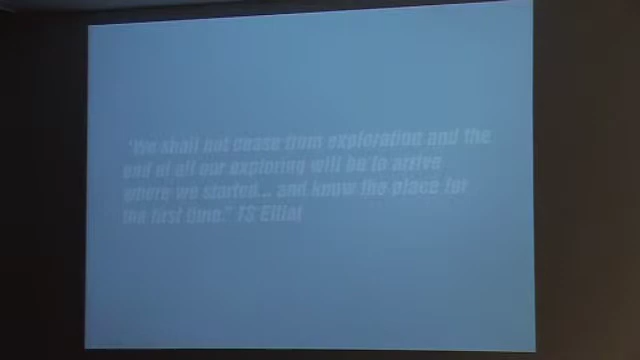 "We shall not cease from exploration and the
end of all our exploring will be to arrive
where we started... and know the place for
the first time." TS Elliot